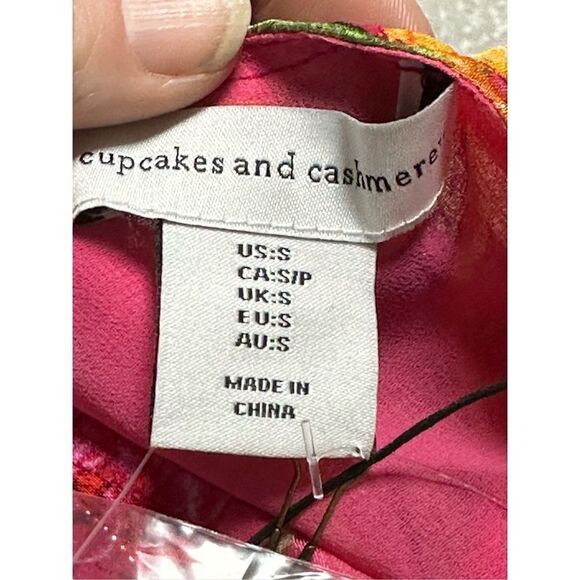 cupcakes and cashmere
US:S
CA:S/P
UK:S
EU:S
AU:S
MADE IN
CHINA